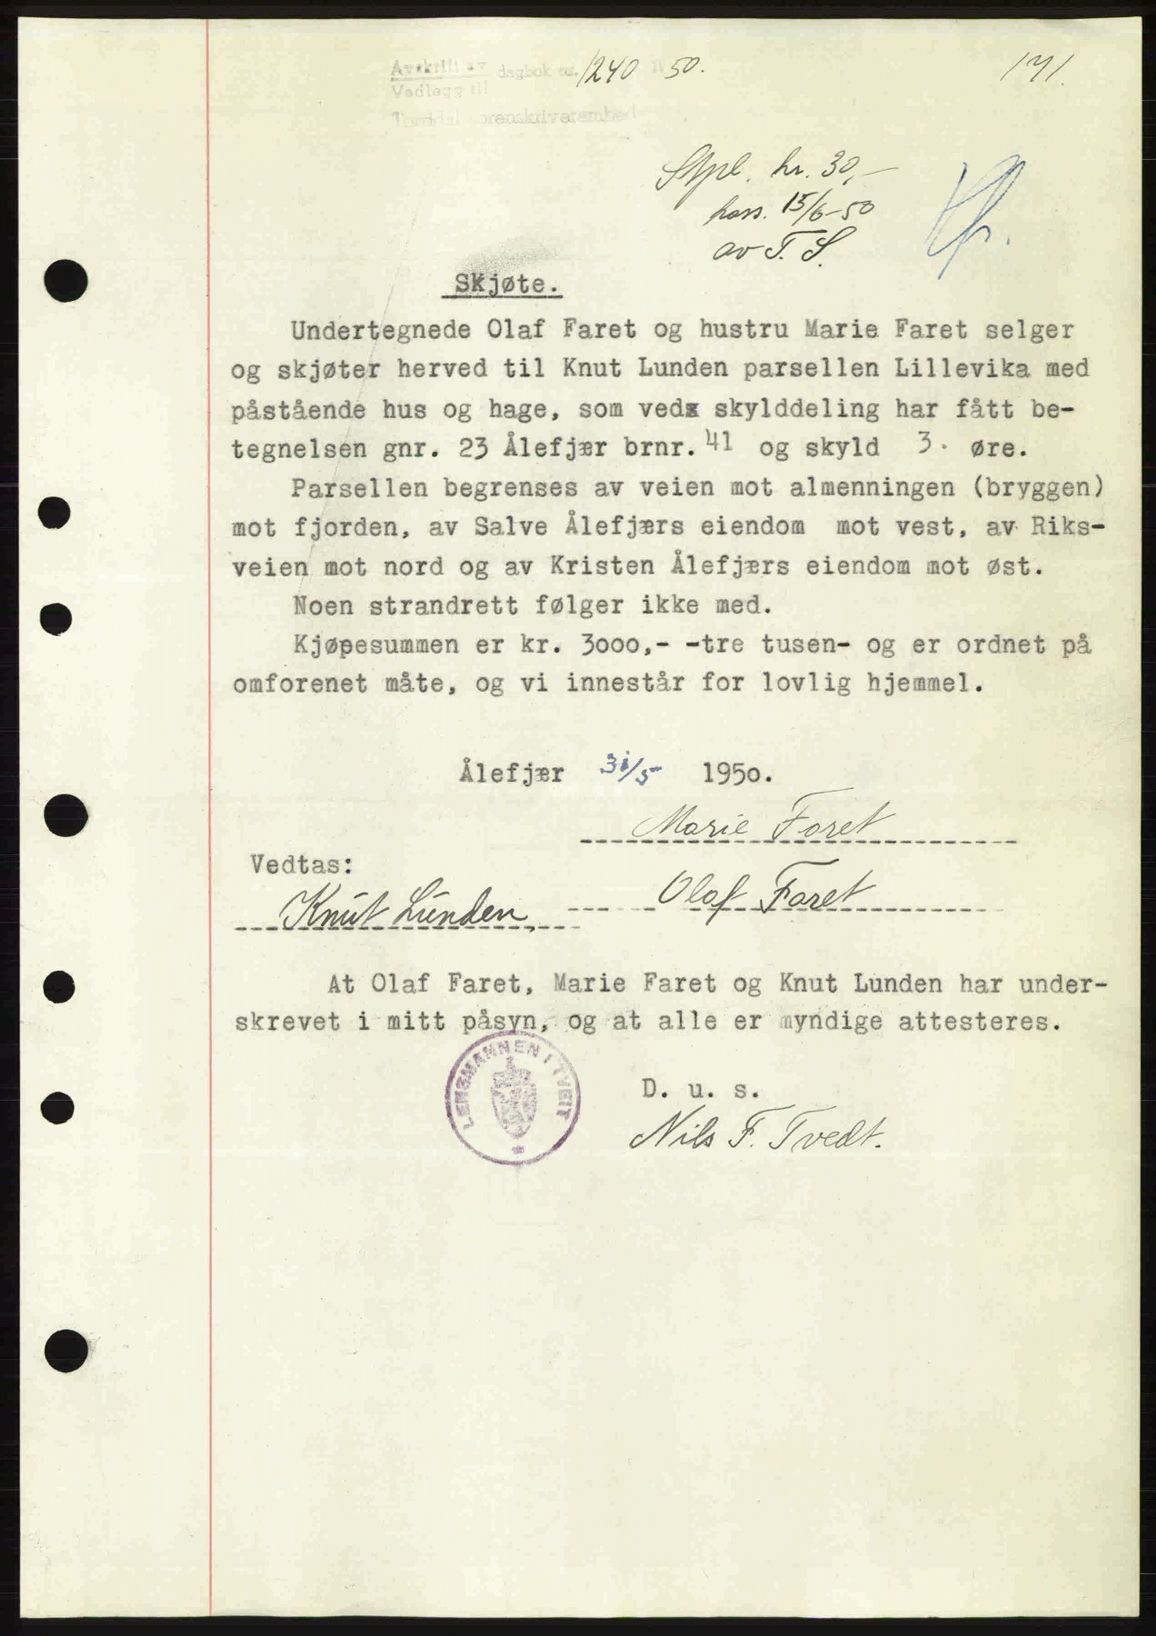 Avskrift av dagbok nr. 1240 1950. 171.
Vedlegg til
Torridal sorenskriverembed
Stpl. kr. 30,-
kass. 15/6-50
av T. S.
Skjøte.
Undertegnede Olaf Faret og hustru Marie Faret selger
og skjøter herved til Knut Lunden parsellen Lillevika med
påstående hus og hage, som ved skylddeling har fått be-
tegnelsen gnr. 23 Ålefjær brnr. 41 og skyld 3. øre.
Parsellen begrenses av veien mot almenningen (bryggen)
mot fjorden, av Salve Ålefjærs eiendom mot vest, av Riks-
veien mot nord og av Kristen Ålefjærs eiendom mot øst.
Noen strandrett følger ikke med.
Kjøpesummen er kr. 3000,- -tre tusen- og er ordnet på
omforenet måte, og vi innestår for lovlig hjemmel.
Ålefjær 31/5 1950.
Marie Faret
Vedtas:
Olaf Faret
Knut Lunden,
At Olaf Faret, Marie Faret og Knut Lunden har under-
skrevet i mitt påsyn, og at alle er myndige attesteres.
LENSMANNEN I TVEIT
D. u. s.
Nils F. Tvedt.